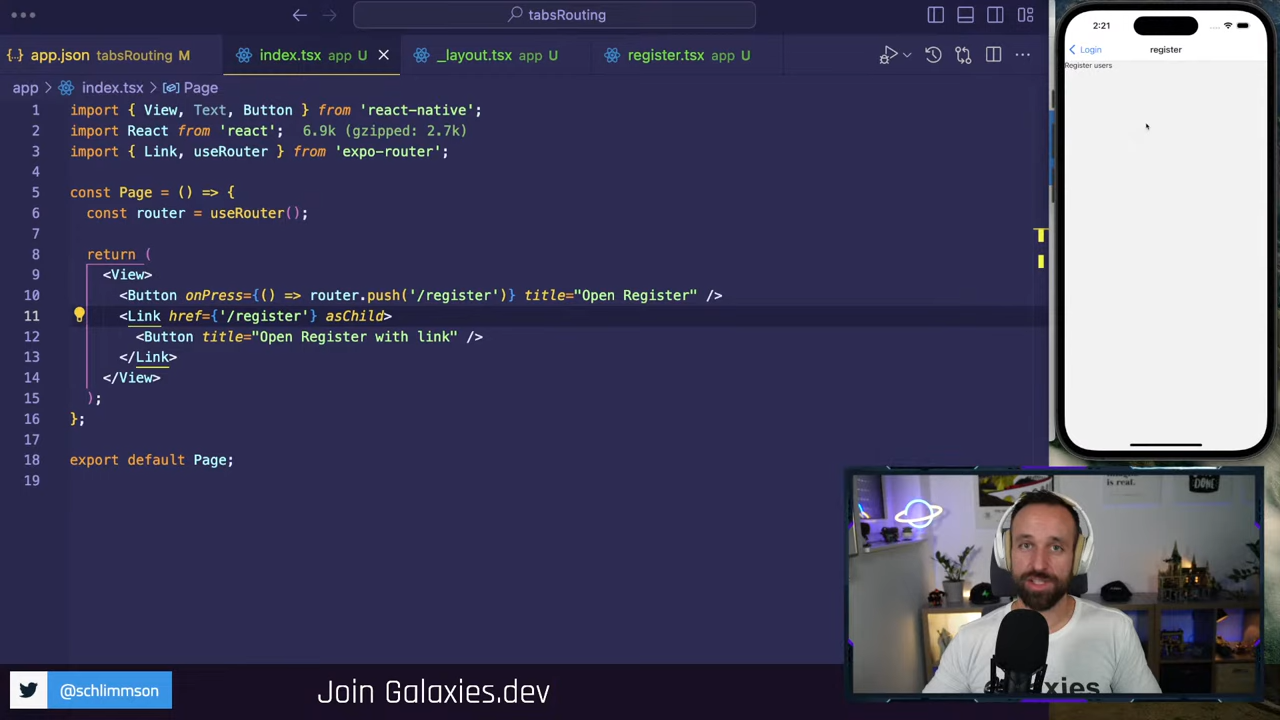 tabsRouting
app.json tabsRouting M
index.tsx app U
_layout.tsx app U
register.tsx app U
app > index.tsx > Page
1 import { View, Text, Button } from 'react-native';
2 import React from 'react'; 6.9k (gzipped: 2.7k)
3 import { Link, useRouter } from 'expo-router';
4
5 const Page = () => {
6 const router = useRouter();
7
8 return (
9 <View>
10 <Button onPress={() => router.push('/register')} title="Open Register" />
11 <Link href={'/register'} asChild>
12 <Button title="Open Register with link" />
13 </Link>
14 </View>
15 );
16 };
17
18 export default Page;
19
2:21
Login register
Register users
is real.
DONE
@schlimmson
Join Galaxies.dev